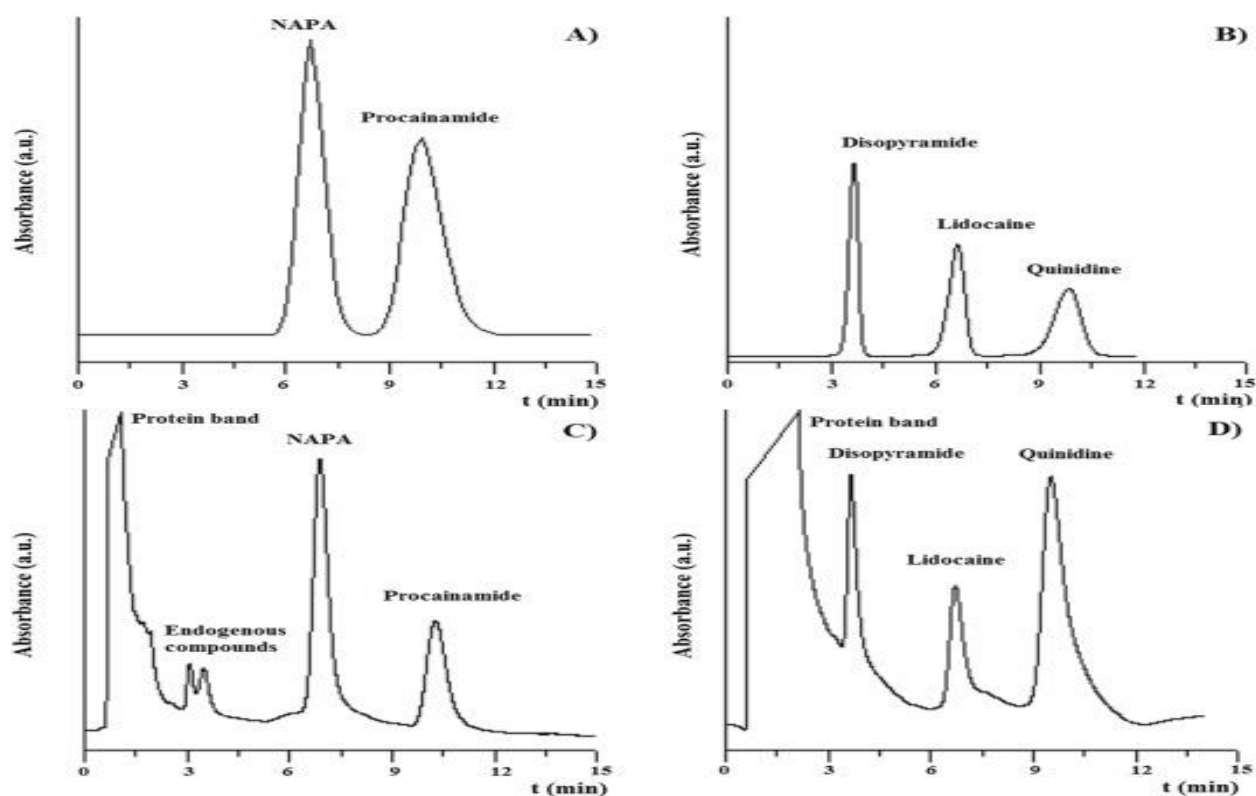 NAPA
A)
Procainamide
Absorbance (a.u.)
0 3 6 9 12 15
t (min)
B)
Disopyramide
Lidocaine
Quinidine
Absorbance (a.u.)
0 3 6 9 12 15
t (min)
Protein band
NAPA
C)
Endogenous
compounds
Procainamide
Absorbance (a.u.)
0 3 6 9 12 15
t (min)
Protein band
D)
Disopyramide
Quinidine
Lidocaine
Absorbance (a.u.)
0 3 6 9 12 15
t (min)